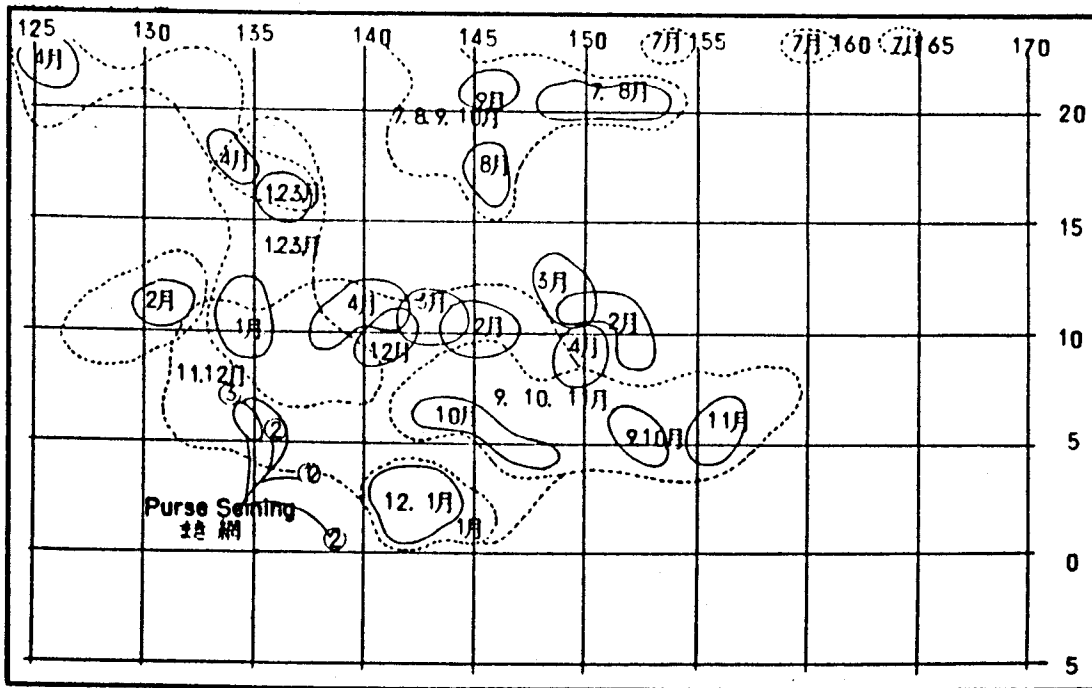 125 130 135 140 145 150 7月 155 7月 160 7月 165 170
4月
9月
7. 8月
7. 8. 9. 10月
20
4月
8月
1.2.3月
15
1.2.3月
3月
2月
4月
3月
1月
2月
2月
10
12月
4月
11.12月
9. 10. 11月
③
10月
11月
②
9.10月
5
①
12. 1月
Purse Seining
1月
まき網
②
0
5